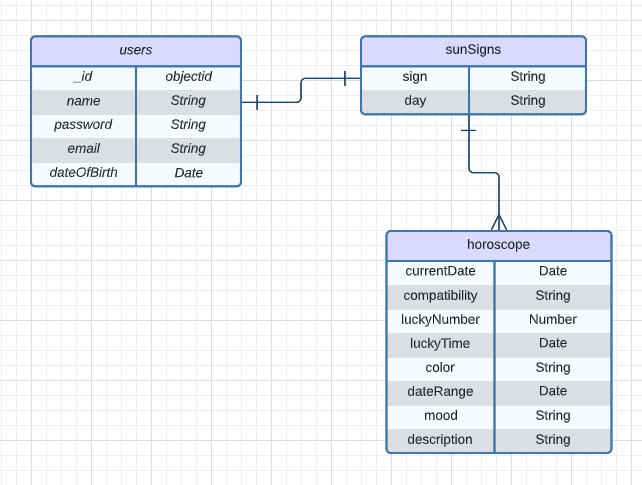 users
_id objectid
name String
password String
email String
dateOfBirth Date
sunSigns
sign String
day String
horoscope
currentDate Date
compatibility String
luckyNumber Number
luckyTime Date
color String
dateRange Date
mood String
description String